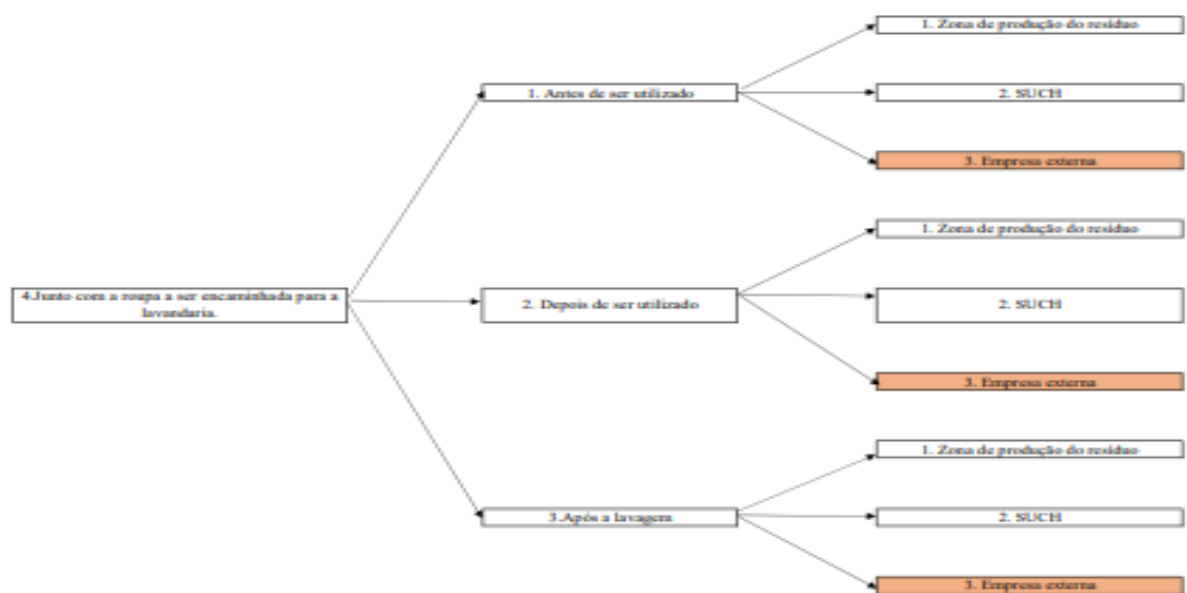 1. Zona de produção do resíduo
1. Antes de ser utilizado
2. SUCH
3. Empresa externa
1. Zona de produção do resíduo
4.Junto com a roupa a ser encaminhada para a
lavandaria.
2. Depois de ser utilizado
2. SUCH
3. Empresa externa
1. Zona de produção do resíduo
3.Após a lavagem
2. SUCH
3. Empresa externa